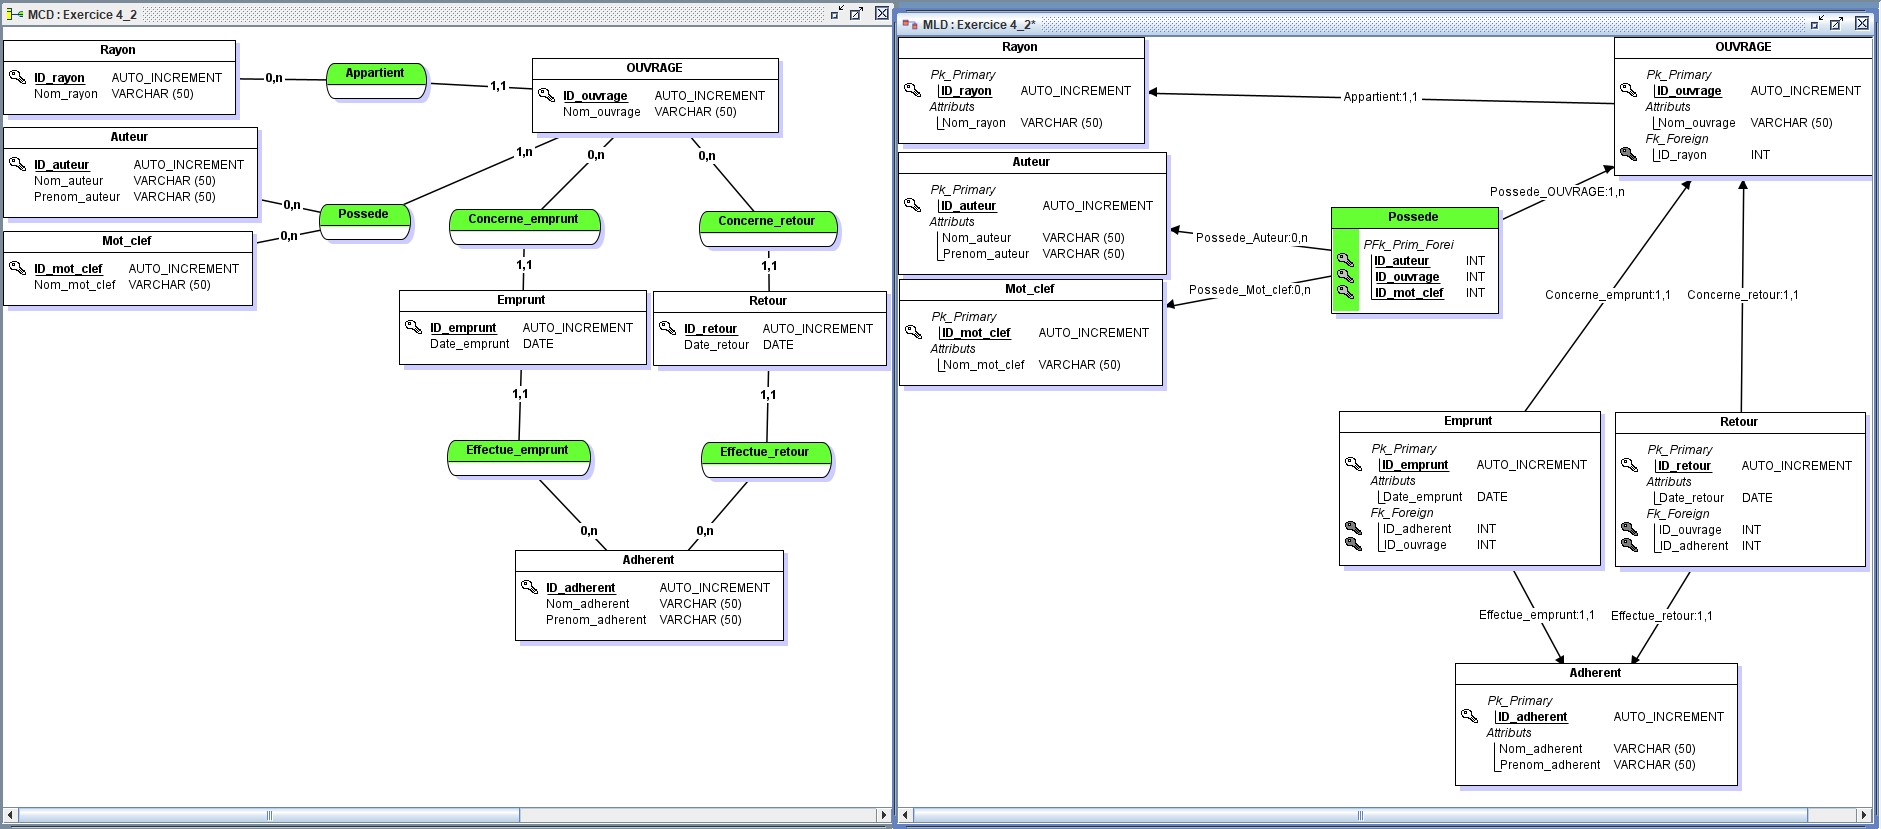 MCD : Exercice 4_2
Rayon
ID_rayon AUTO_INCREMENT
Nom_rayon VARCHAR (50)
0,n
Appartient
1,1
OUVRAGE
ID_ouvrage AUTO_INCREMENT
Nom_ouvrage VARCHAR (50)
Auteur
ID_auteur AUTO_INCREMENT
Nom_auteur VARCHAR (50)
Prenom_auteur VARCHAR (50)
0,n
1,n
0,n
0,n
Possede
Concerne_emprunt
Concerne_retour
Mot_clef
ID_mot_clef AUTO_INCREMENT
Nom_mot_clef VARCHAR (50)
0,n
1,1
1,1
Emprunt
ID_emprunt AUTO_INCREMENT
Date_emprunt DATE
Retour
ID_retour AUTO_INCREMENT
Date_retour DATE
1,1
1,1
Effectue_emprunt
Effectue_retour
0,n
0,n
Adherent
ID_adherent AUTO_INCREMENT
Nom_adherent VARCHAR (50)
Prenom_adherent VARCHAR (50)
MLD : Exercice 4_2*
Rayon
Pk_Primary
ID_rayon AUTO_INCREMENT
Attributs
Nom_rayon VARCHAR (50)
Appartient:1,1
OUVRAGE
Pk_Primary
ID_ouvrage AUTO_INCREMENT
Attributs
Nom_ouvrage VARCHAR (50)
Fk_Foreign
ID_rayon INT
Auteur
Pk_Primary
ID_auteur AUTO_INCREMENT
Attributs
Nom_auteur VARCHAR (50)
Prenom_auteur VARCHAR (50)
Possede_OUVRAGE:1,n
Possede_Auteur:0,n
Possede_Mot_clef:0,n
Possede
PFk_Prim_Forei
ID_auteur INT
ID_ouvrage INT
ID_mot_clef INT
Mot_clef
Pk_Primary
ID_mot_clef AUTO_INCREMENT
Attributs
Nom_mot_clef VARCHAR (50)
Concerne_emprunt:1,1
Concerne_retour:1,1
Emprunt
Pk_Primary
ID_emprunt AUTO_INCREMENT
Attributs
Date_emprunt DATE
Fk_Foreign
ID_adherent INT
ID_ouvrage INT
Retour
Pk_Primary
ID_retour AUTO_INCREMENT
Attributs
Date_retour DATE
Fk_Foreign
ID_ouvrage INT
ID_adherent INT
Effectue_emprunt:1,1
Effectue_retour:1,1
Adherent
Pk_Primary
ID_adherent AUTO_INCREMENT
Attributs
Nom_adherent VARCHAR (50)
Prenom_adherent VARCHAR (50)